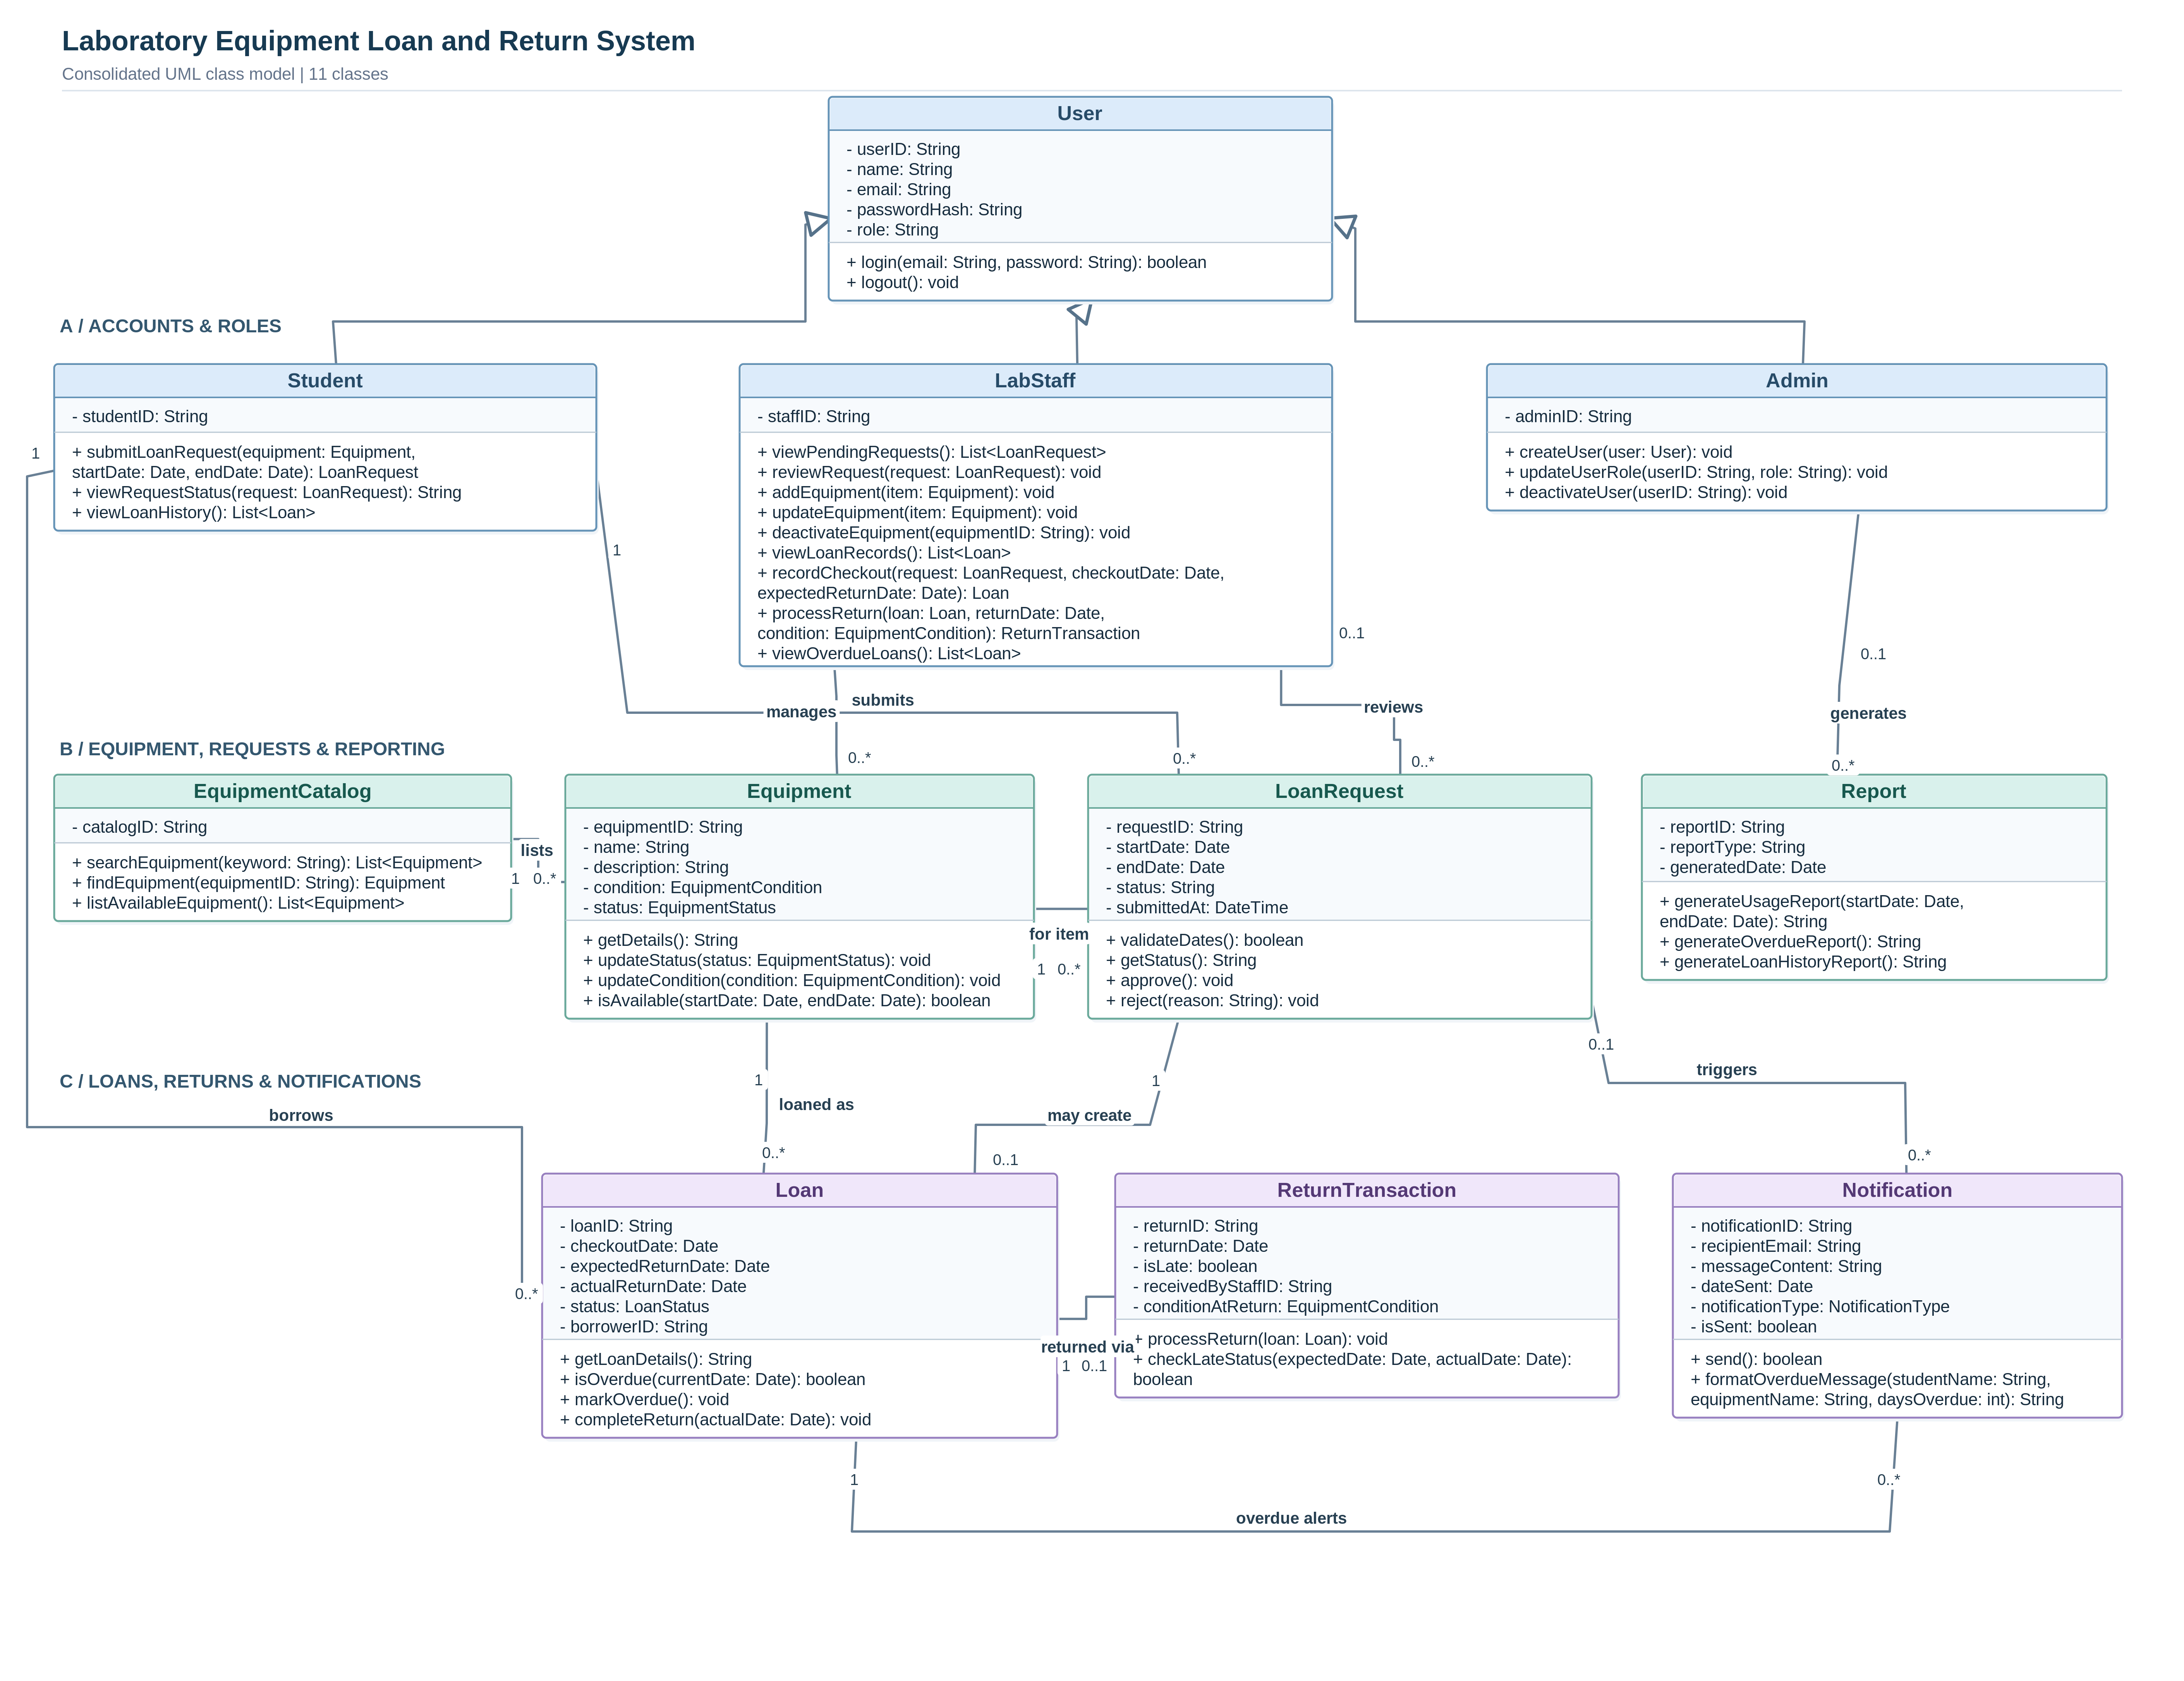 Laboratory Equipment Loan and Return System
Consolidated UML class model | 11 classes
User
- userID: String
- name: String
- email: String
- passwordHash: String
- role: String
+ login(email: String, password: String): boolean
+ logout(): void
A / ACCOUNTS & ROLES
Student
- studentID: String
+ submitLoanRequest(equipment: Equipment,
startDate: Date, endDate: Date): LoanRequest
+ viewRequestStatus(request: LoanRequest): String
+ viewLoanHistory(): List<Loan>
LabStaff
- staffID: String
+ viewPendingRequests(): List<LoanRequest>
+ reviewRequest(request: LoanRequest): void
+ addEquipment(item: Equipment): void
+ updateEquipment(item: Equipment): void
+ deactivateEquipment(equipmentID: String): void
+ viewLoanRecords(): List<Loan>
+ recordCheckout(request: LoanRequest, checkoutDate: Date,
expectedReturnDate: Date): Loan
+ processReturn(loan: Loan, returnDate: Date,
condition: EquipmentCondition): ReturnTransaction
+ viewOverdueLoans(): List<Loan>
Admin
- adminID: String
+ createUser(user: User): void
+ updateUserRole(userID: String, role: String): void
+ deactivateUser(userID: String): void
1
1
0..1
0..1
submits
manages
reviews
generates
0..*
0..*
0..*
0..*
B / EQUIPMENT, REQUESTS & REPORTING
EquipmentCatalog
- catalogID: String
+ searchEquipment(keyword: String): List<Equipment>
+ findEquipment(equipmentID: String): Equipment
+ listAvailableEquipment(): List<Equipment>
lists
1 0..*
Equipment
- equipmentID: String
- name: String
- description: String
- condition: EquipmentCondition
- status: EquipmentStatus
+ getDetails(): String
+ updateStatus(status: EquipmentStatus): void
+ updateCondition(condition: EquipmentCondition): void
+ isAvailable(startDate: Date, endDate: Date): boolean
for item
1 0..*
LoanRequest
- requestID: String
- startDate: Date
- endDate: Date
- status: String
- submittedAt: DateTime
+ validateDates(): boolean
+ getStatus(): String
+ approve(): void
+ reject(reason: String): void
Report
- reportID: String
- reportType: String
- generatedDate: Date
+ generateUsageReport(startDate: Date,
endDate: Date): String
+ generateOverdueReport(): String
+ generateLoanHistoryReport(): String
0..1
triggers
0..*
C / LOANS, RETURNS & NOTIFICATIONS
borrows
0..*
1
loaned as
0..*
1
may create
0..1
Loan
- loanID: String
- checkoutDate: Date
- expectedReturnDate: Date
- actualReturnDate: Date
- status: LoanStatus
- borrowerID: String
+ getLoanDetails(): String
+ isOverdue(currentDate: Date): boolean
+ markOverdue(): void
+ completeReturn(actualDate: Date): void
returned via
1 0..1
ReturnTransaction
- returnID: String
- returnDate: Date
- isLate: boolean
- receivedByStaffID: String
- conditionAtReturn: EquipmentCondition
+ processReturn(loan: Loan): void
+ checkLateStatus(expectedDate: Date, actualDate: Date):
boolean
Notification
- notificationID: String
- recipientEmail: String
- messageContent: String
- dateSent: Date
- notificationType: NotificationType
- isSent: boolean
+ send(): boolean
+ formatOverdueMessage(studentName: String,
equipmentName: String, daysOverdue: int): String
1
0..*
overdue alerts